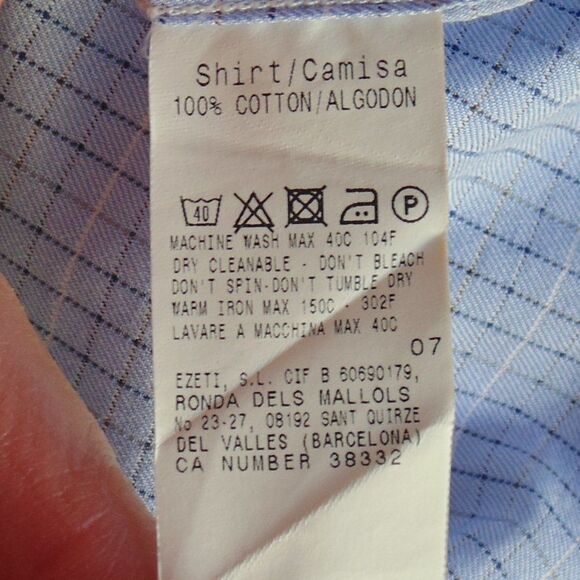 Shirt/Camisa
100% COTTON/ALGODON
40 P
MACHINE WASH MAX 40C 104F
DRY CLEANABLE - DON'T BLEACH
DON'T SPIN-DON'T TUMBLE DRY
WARM IRON MAX 150C - 302F
LAVARE A MACCHINA MAX 40C
07
EZETI, S.L. CIF B 60690179,
RONDA DELS MALLOLS
No 23-27, 08192 SANT QUIRZE
DEL VALLES (BARCELONA)
CA NUMBER 38332